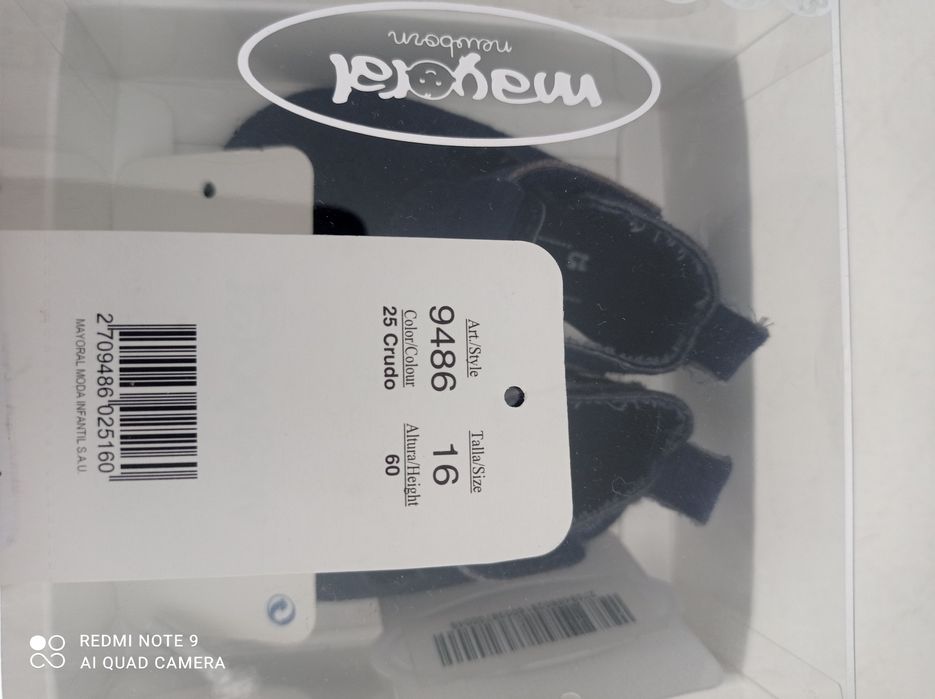 mayoral
newborn
Art./Style Talla/Size
9486 16
Color/Colour Altura/Height
25 Crudo 60
2 709486 025160
MAYORAL MODA INFANTIL S.A.U.
REDMI NOTE 9
AI QUAD CAMERA